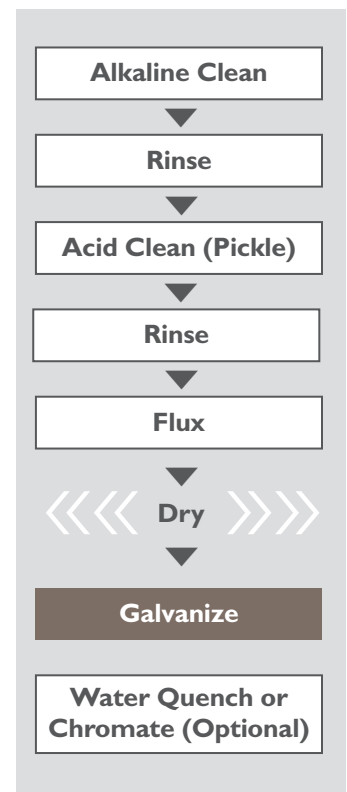 Alkaline Clean
Rinse
Acid Clean (Pickle)
Rinse
Flux
Dry
Galvanize
Water Quench or
Chromate (Optional)